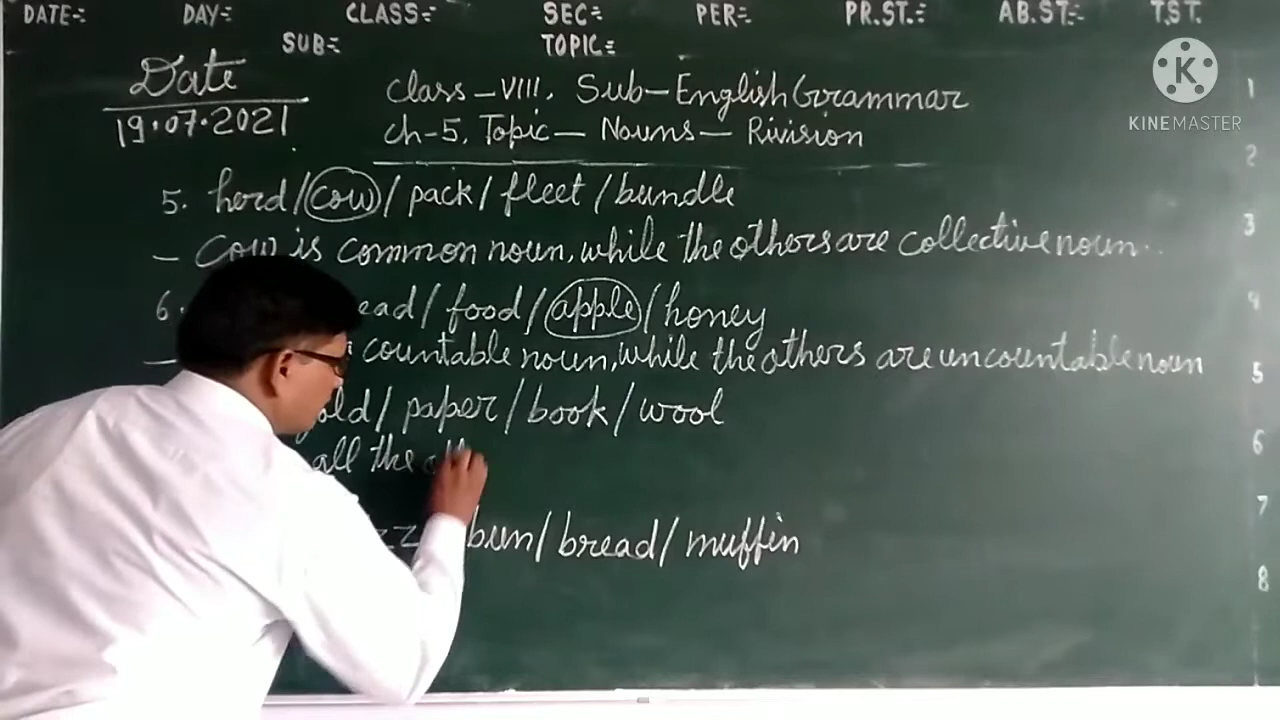 DATE-: DAY-: CLASS-: SEC-: PER-: PR.ST.-: AB.ST-: T.ST.
SUB-: TOPIC-:
Date
19.07.2021
Class-VIII. Sub-English Grammar
Ch-5. Topic- Nouns- Rivision
5. herd/cow/pack/fleet/bundle
- Cow is common noun, while the others are collective noun..
6. ead/food/apple/honey
- countable noun, while the others are uncountable noun
old/paper/book/wool
all the
bun/bread/muffin
1
2
3
4
5
6
7
8
K
KINEMASTER